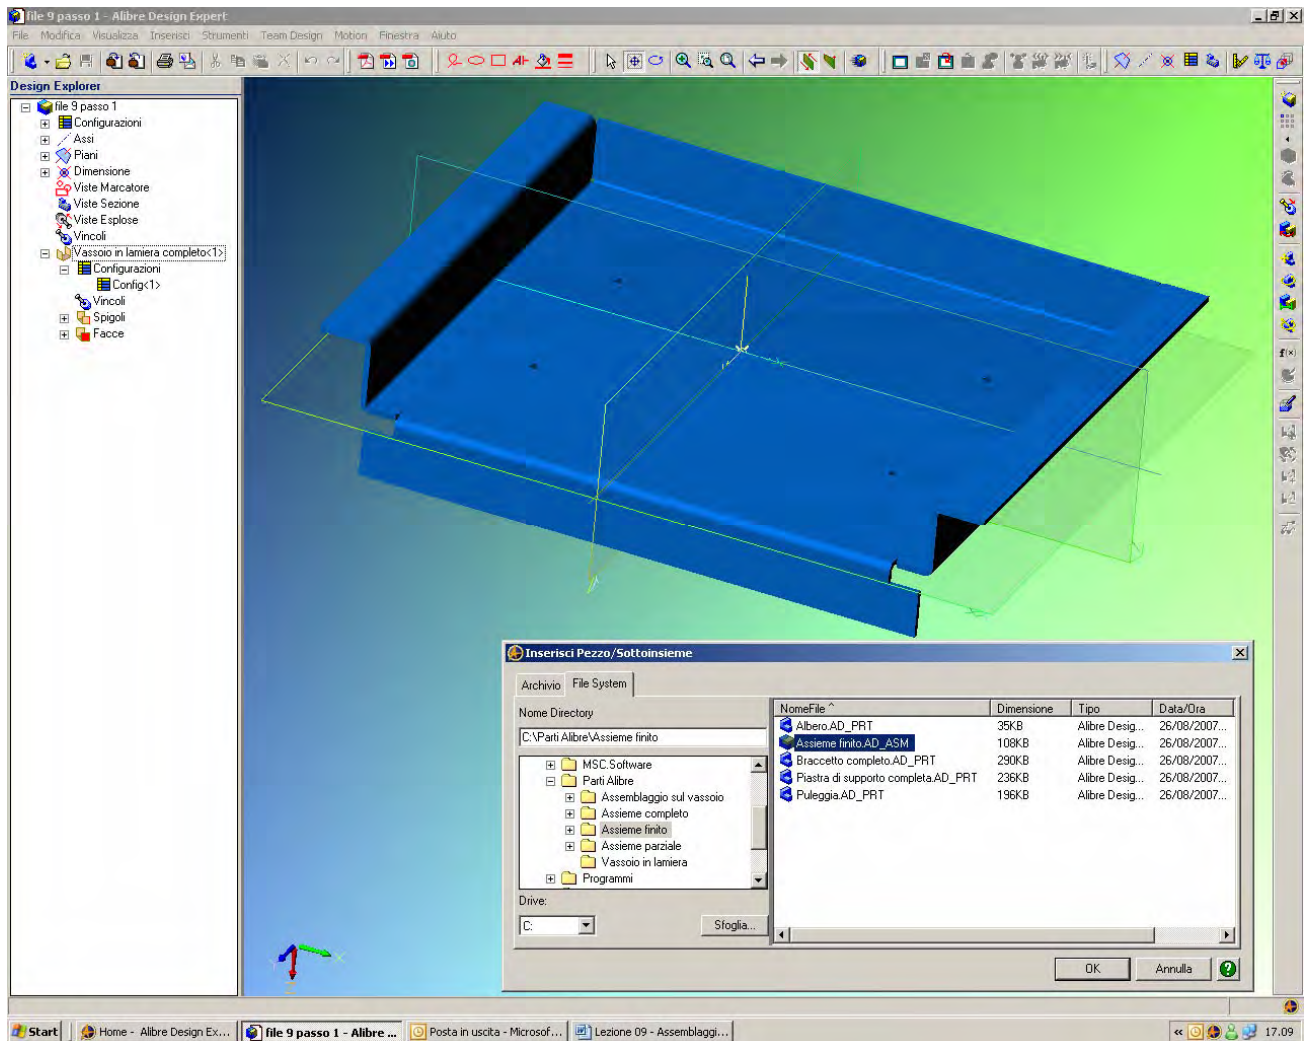 file 9 passo 1 - Alibre Design Expert
File Modifica Visualizza Inserisci Strumenti Team Design Motion Finestra Aiuto
Design Explorer
file 9 passo 1
Configurazioni
Assi
Piani
Dimensione
Viste Marcatore
Viste Sezione
Viste Esplose
Vincoli
Vassoio in lamiera completo<1>
Configurazioni
Config<1>
Vincoli
Spigoli
Facce
f(x)
Inserisci Pezzo/Sottoinsieme
Archivio File System
Nome Directory
C:\Parti Alibre\Assieme finito
MSC.Software
Parti Alibre
Assemblaggio sul vassoio
Assieme completo
Assieme finito
Assieme parziale
Vassoio in lamiera
Programmi
Drive:
C:
Sfoglia...
NomeFile ^ Dimensione Tipo Data/Ora
Albero.AD_PRT 35KB Alibre Desig... 26/08/2007...
Assieme finito.AD_ASM 108KB Alibre Desig... 26/08/2007...
Braccetto completo.AD_PRT 290KB Alibre Desig... 26/08/2007...
Piastra di supporto completa.AD_PRT 236KB Alibre Desig... 26/08/2007...
Puleggia.AD_PRT 196KB Alibre Desig... 26/08/2007...
OK Annulla ?
Start Home - Alibre Design Ex... file 9 passo 1 - Alibre ... Posta in uscita - Microsof... Lezione 09 - Assemblaggi... « 17.09